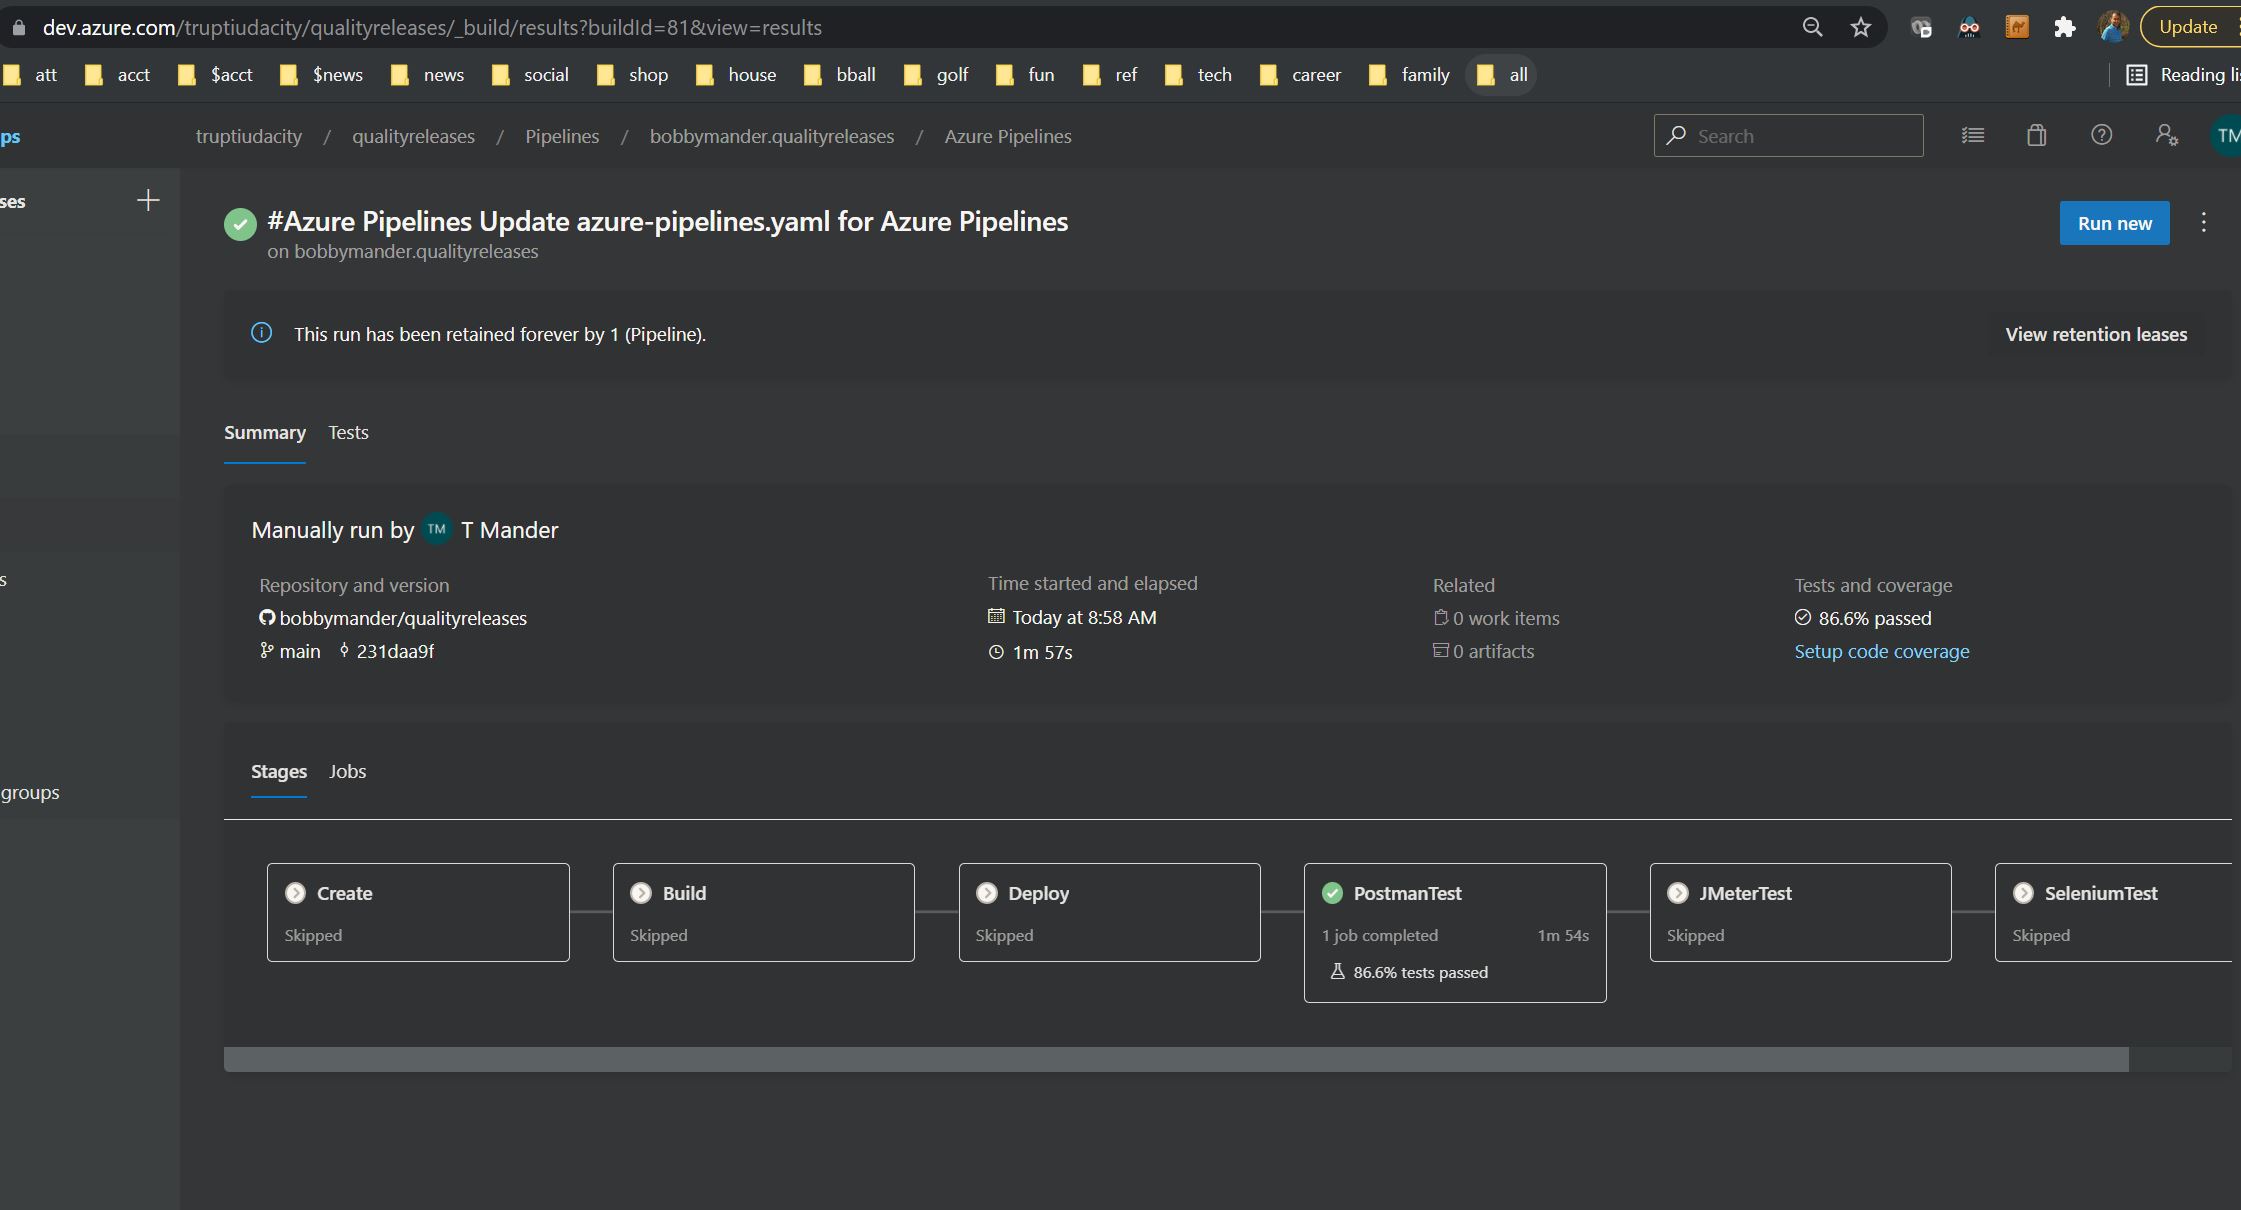 dev.azure.com/truptiudacity/qualityreleases/_build/results?buildId=81&view=results
Update
att acct $acct $news news social shop house bball golf fun ref tech career family all Reading li
ps truptiudacity / qualityreleases / Pipelines / bobbymander.qualityreleases / Azure Pipelines Search TM
ses
#Azure Pipelines Update azure-pipelines.yaml for Azure Pipelines
Run new
on bobbymander.qualityreleases
This run has been retained forever by 1 (Pipeline).
View retention leases
Summary Tests
Manually run by TM T Mander
Repository and version
bobbymander/qualityreleases
main 231daa9f
Time started and elapsed
Today at 8:58 AM
1m 57s
Related
0 work items
0 artifacts
Tests and coverage
86.6% passed
Setup code coverage
s
groups
Stages Jobs
Create
Skipped
Build
Skipped
Deploy
Skipped
PostmanTest
1 job completed 1m 54s
86.6% tests passed
JMeterTest
Skipped
SeleniumTest
Skipped